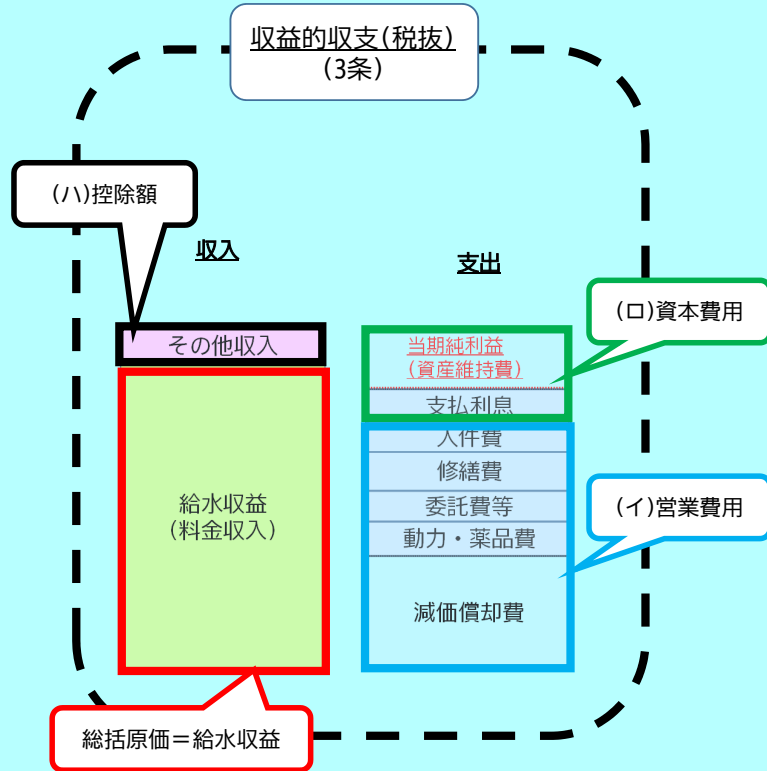 収益的収支(税抜)
(3条)
(ハ)控除額
収入
支出
(ロ)資本費用
その他収入
当期純利益
(資産維持費)
支払利息
人件費
修繕費
委託費等
動力・薬品費
減価償却費
給水収益
(料金収入)
(イ)営業費用
総括原価＝給水収益